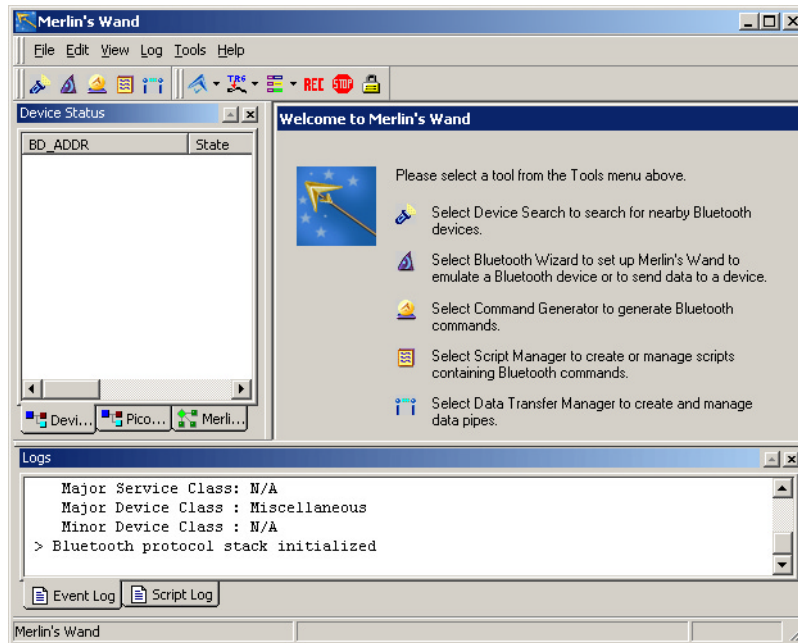 Merlin's Wand
File Edit View Log Tools Help
TRG REC STOP
Device Status
BD_ADDR State
Devi... Pico... Merli...
Welcome to Merlin's Wand
Please select a tool from the Tools menu above.
Select Device Search to search for nearby Bluetooth
devices.
Select Bluetooth Wizard to set up Merlin's Wand to
emulate a Bluetooth device or to send data to a device.
Select Command Generator to generate Bluetooth
commands.
Select Script Manager to create or manage scripts
containing Bluetooth commands.
Select Data Transfer Manager to create and manage
data pipes.
Logs
Major Service Class: N/A
Major Device Class : Miscellaneous
Minor Device Class : N/A
> Bluetooth protocol stack initialized
Event Log Script Log
Merlin's Wand